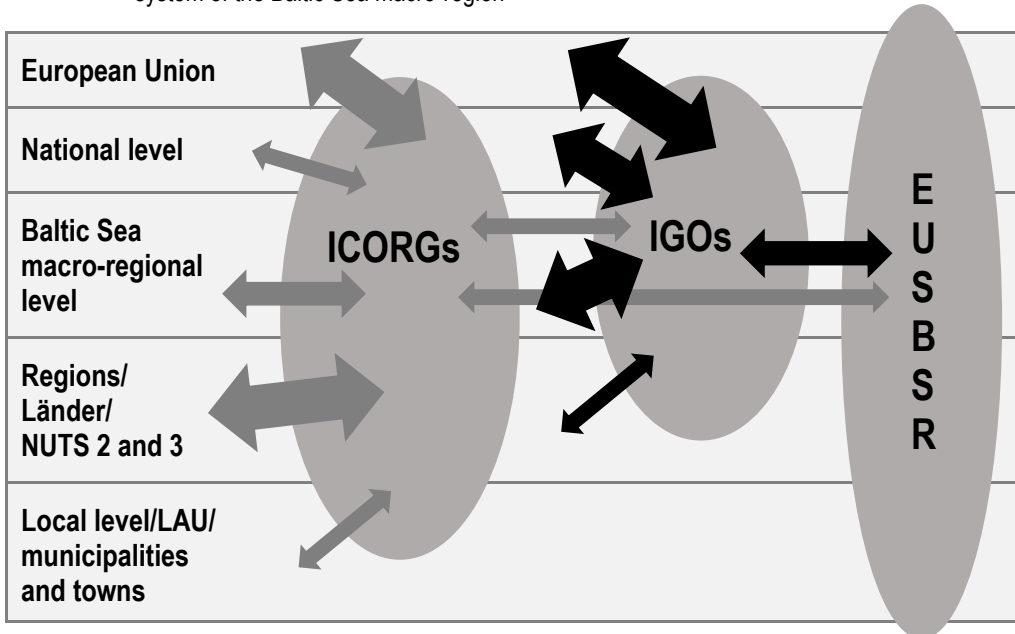 system of the Baltic Sea macro-region
European Union
National level
Baltic Sea
macro-regional
level
ICORGs
IGOs
E
U
S
B
S
R
Regions/
Länder/
NUTS 2 and 3
Local level/LAU/
municipalities
and towns